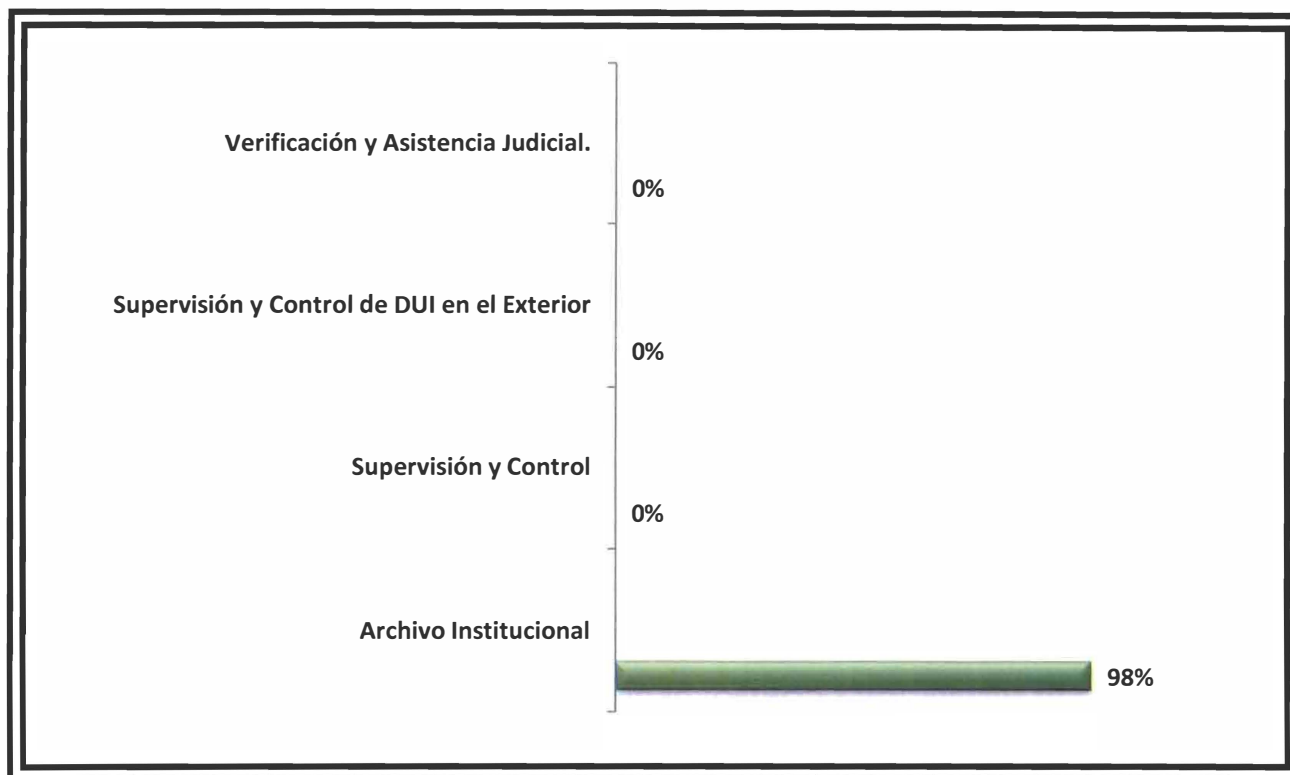 Verificación y Asistencia Judicial.
0%
Supervisión y Control de DUI en el Exterior
0%
Supervisión y Control
0%
Archivo Institucional
98%